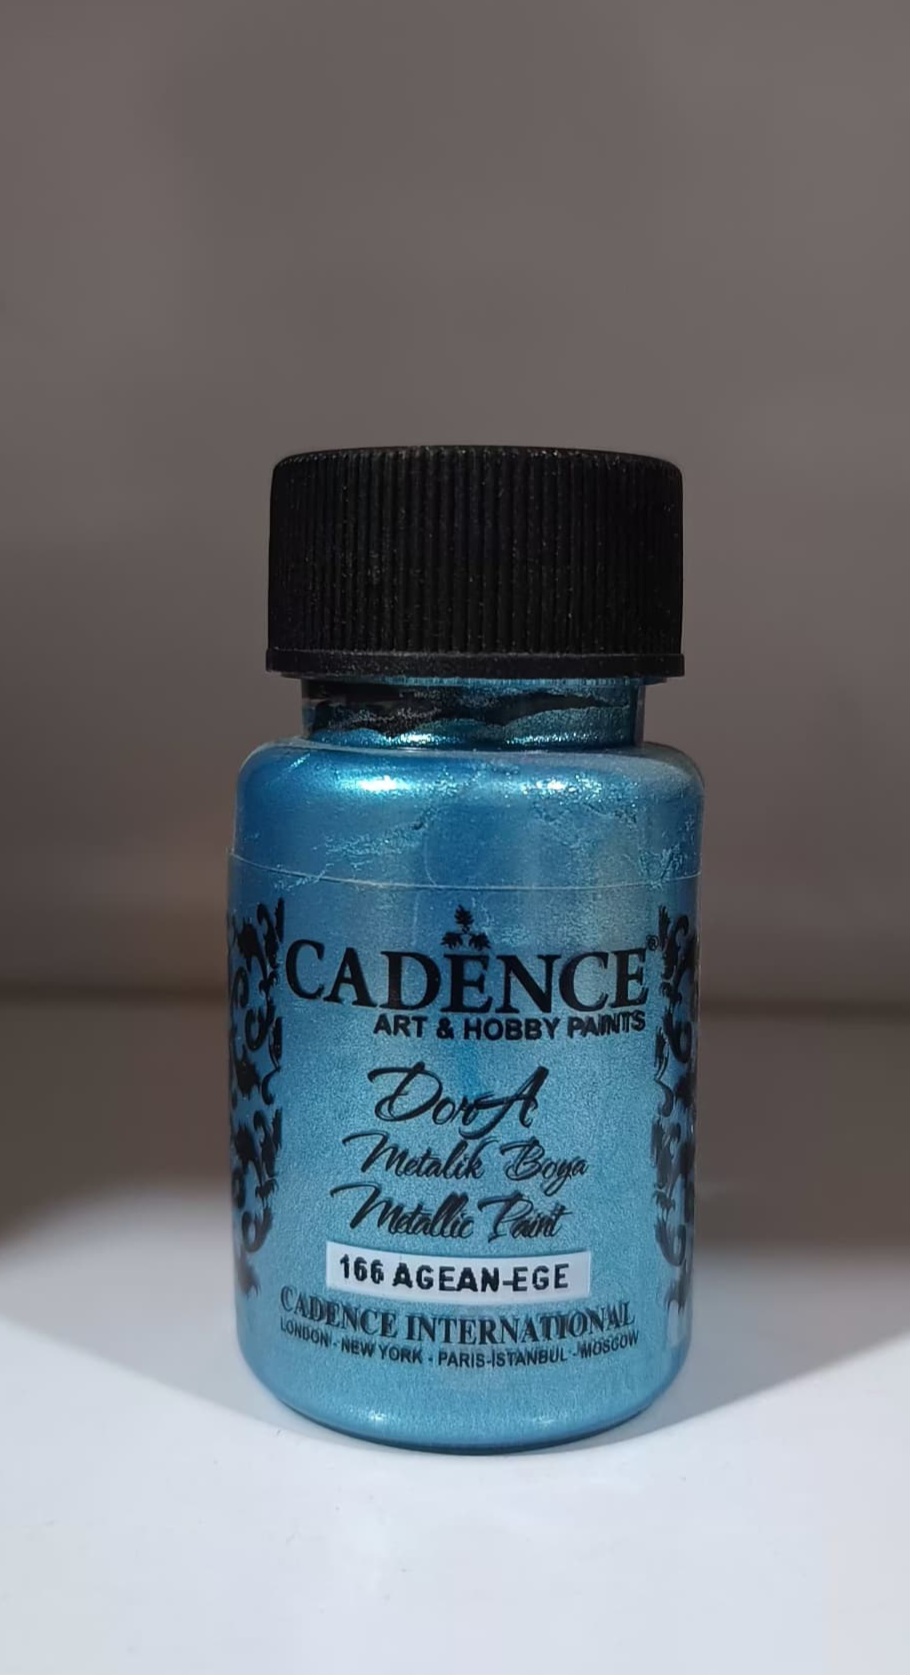 CADENCE®
ART & HOBBY PAINTS
DorA
Metalik Boya
Metallic Paint
166 AGEAN-EGE
CADENCE INTERNATIONAL
LONDON - NEW YORK - PARIS-İSTANBUL - MOSCOW